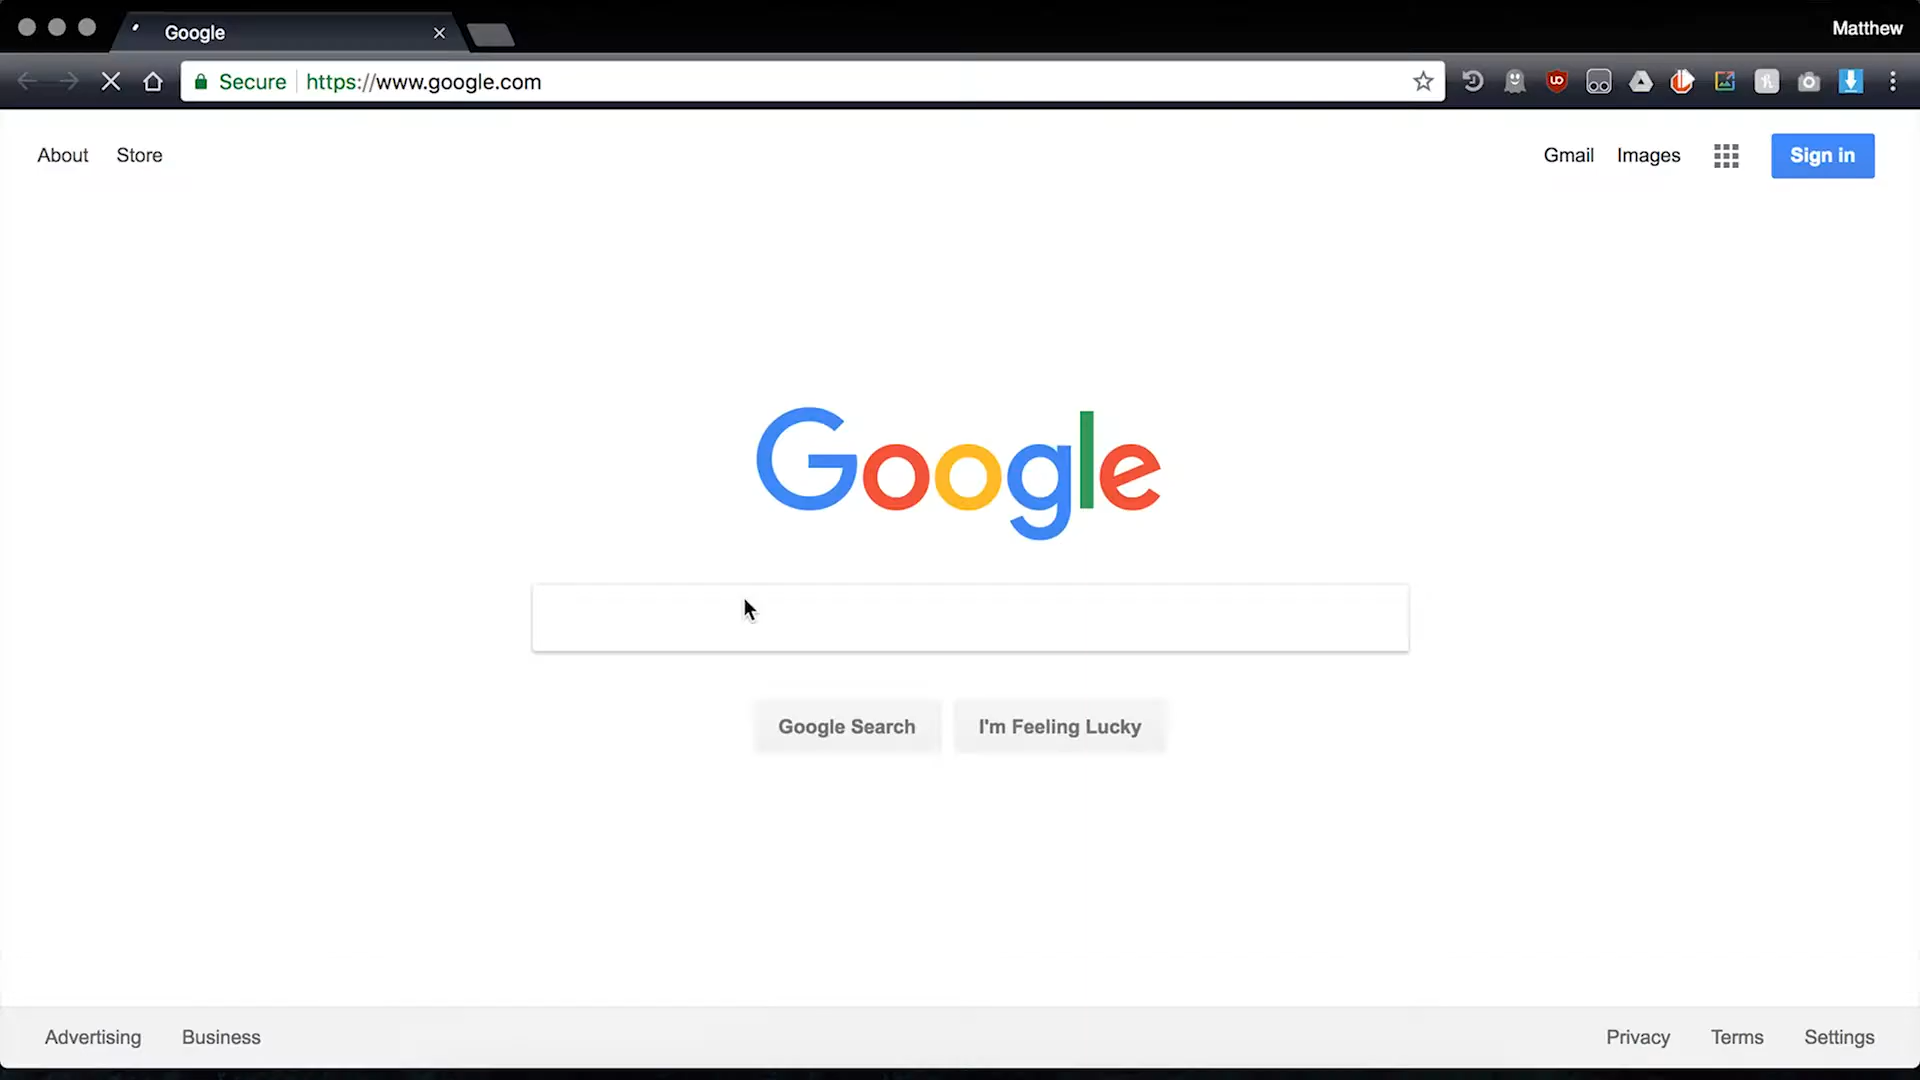 Google
Matthew
Secure https://www.google.com
About Store
Gmail Images Sign in
Google
Google Search I'm Feeling Lucky
Advertising Business
Privacy Terms Settings